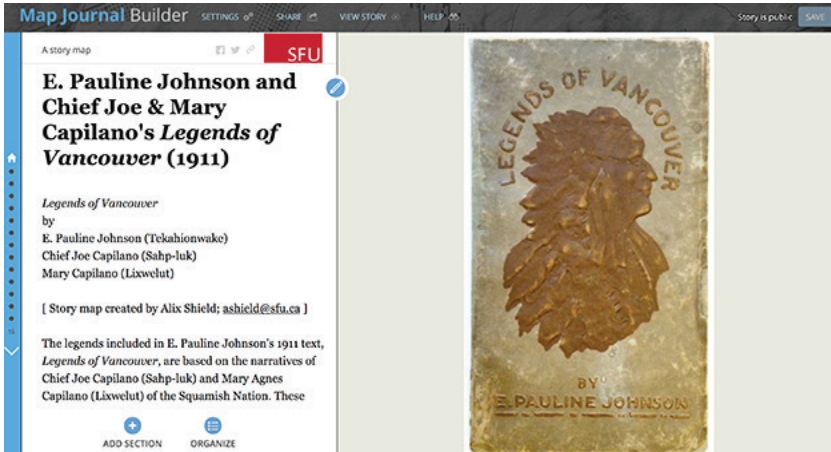 Map Journal Builder SETTINGS SHARE VIEW STORY HELP Story is public SAVE
A story map
SFU
E. Pauline Johnson and
Chief Joe & Mary
Capilano's Legends of
Vancouver (1911)
Legends of Vancouver
by
E. Pauline Johnson (Tekahionwake)
Chief Joe Capilano (Sahp-luk)
Mary Capilano (Lixwelut)
[ Story map created by Alix Shield; ashield@sfu.ca ]
The legends included in E. Pauline Johnson's 1911 text,
Legends of Vancouver, are based on the narratives of
Chief Joe Capilano (Sahp-luk) and Mary Agnes
Capilano (Lixwelut) of the Squamish Nation. These
ADD SECTION ORGANIZE
LEGENDS OF VANCOUVER
BY
E. PAULINE JOHNSON